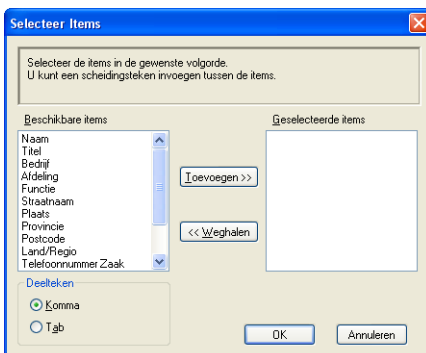 Selecteer Items
Selecteer de items in de gewenste volgorde.
U kunt een scheidingsteken invoegen tussen de items.
Beschikbare items
Geselecteerde items
Naam
Titel
Bedrijf
Afdeling
Functie
Straatnaam
Plaats
Provincie
Postcode
Land/Regio
Telefoonnummer Zaak
Toevoegen >>
<< Weghalen
Deelteken
Komma
Tab
OK
Annuleren